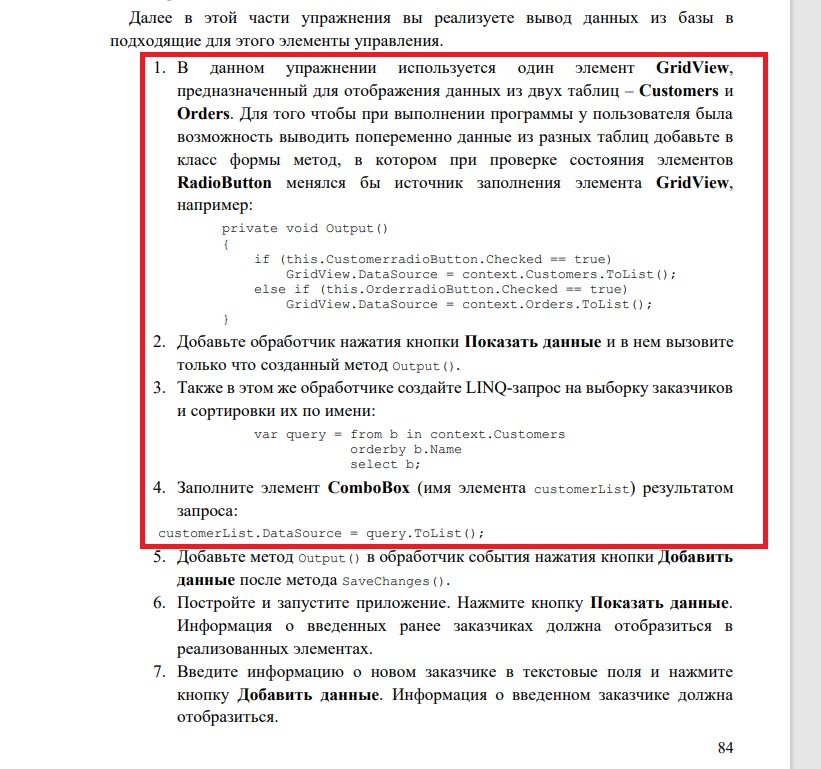 Далее в этой части упражнения вы реализуете вывод данных из базы в
подходящие для этого элементы управления.
1. В данном упражнении используется один элемент GridView,
предназначенный для отображения данных из двух таблиц – Customers и
Orders. Для того чтобы при выполнении программы у пользователя была
возможность выводить попеременно данные из разных таблиц добавьте в
класс формы метод, в котором при проверке состояния элементов
RadioButton менялся бы источник заполнения элемента GridView,
например:
private void Output()
{
if (this.CustomerradioButton.Checked == true)
GridView.DataSource = context.Customers.ToList();
else if (this.OrderradioButton.Checked == true)
GridView.DataSource = context.Orders.ToList();
}
2. Добавьте обработчик нажатия кнопки Показать данные и в нем вызовите
только что созданный метод Output().
3. Также в этом же обработчике создайте LINQ-запрос на выборку заказчиков
и сортировки их по имени:
var query = from b in context.Customers
orderby b.Name
select b;
4. Заполните элемент ComboBox (имя элемента customerList) результатом
запроса:
customerList.DataSource = query.ToList();
5. Добавьте метод Output() в обработчик события нажатия кнопки Добавить
данные после метода SaveChanges().
6. Постройте и запустите приложение. Нажмите кнопку Показать данные.
Информация о введенных ранее заказчиках должна отобразиться в
реализованных элементах.
7. Введите информацию о новом заказчике в текстовые поля и нажмите
кнопку Добавить данные. Информация о введенном заказчике должна
отобразиться.
84